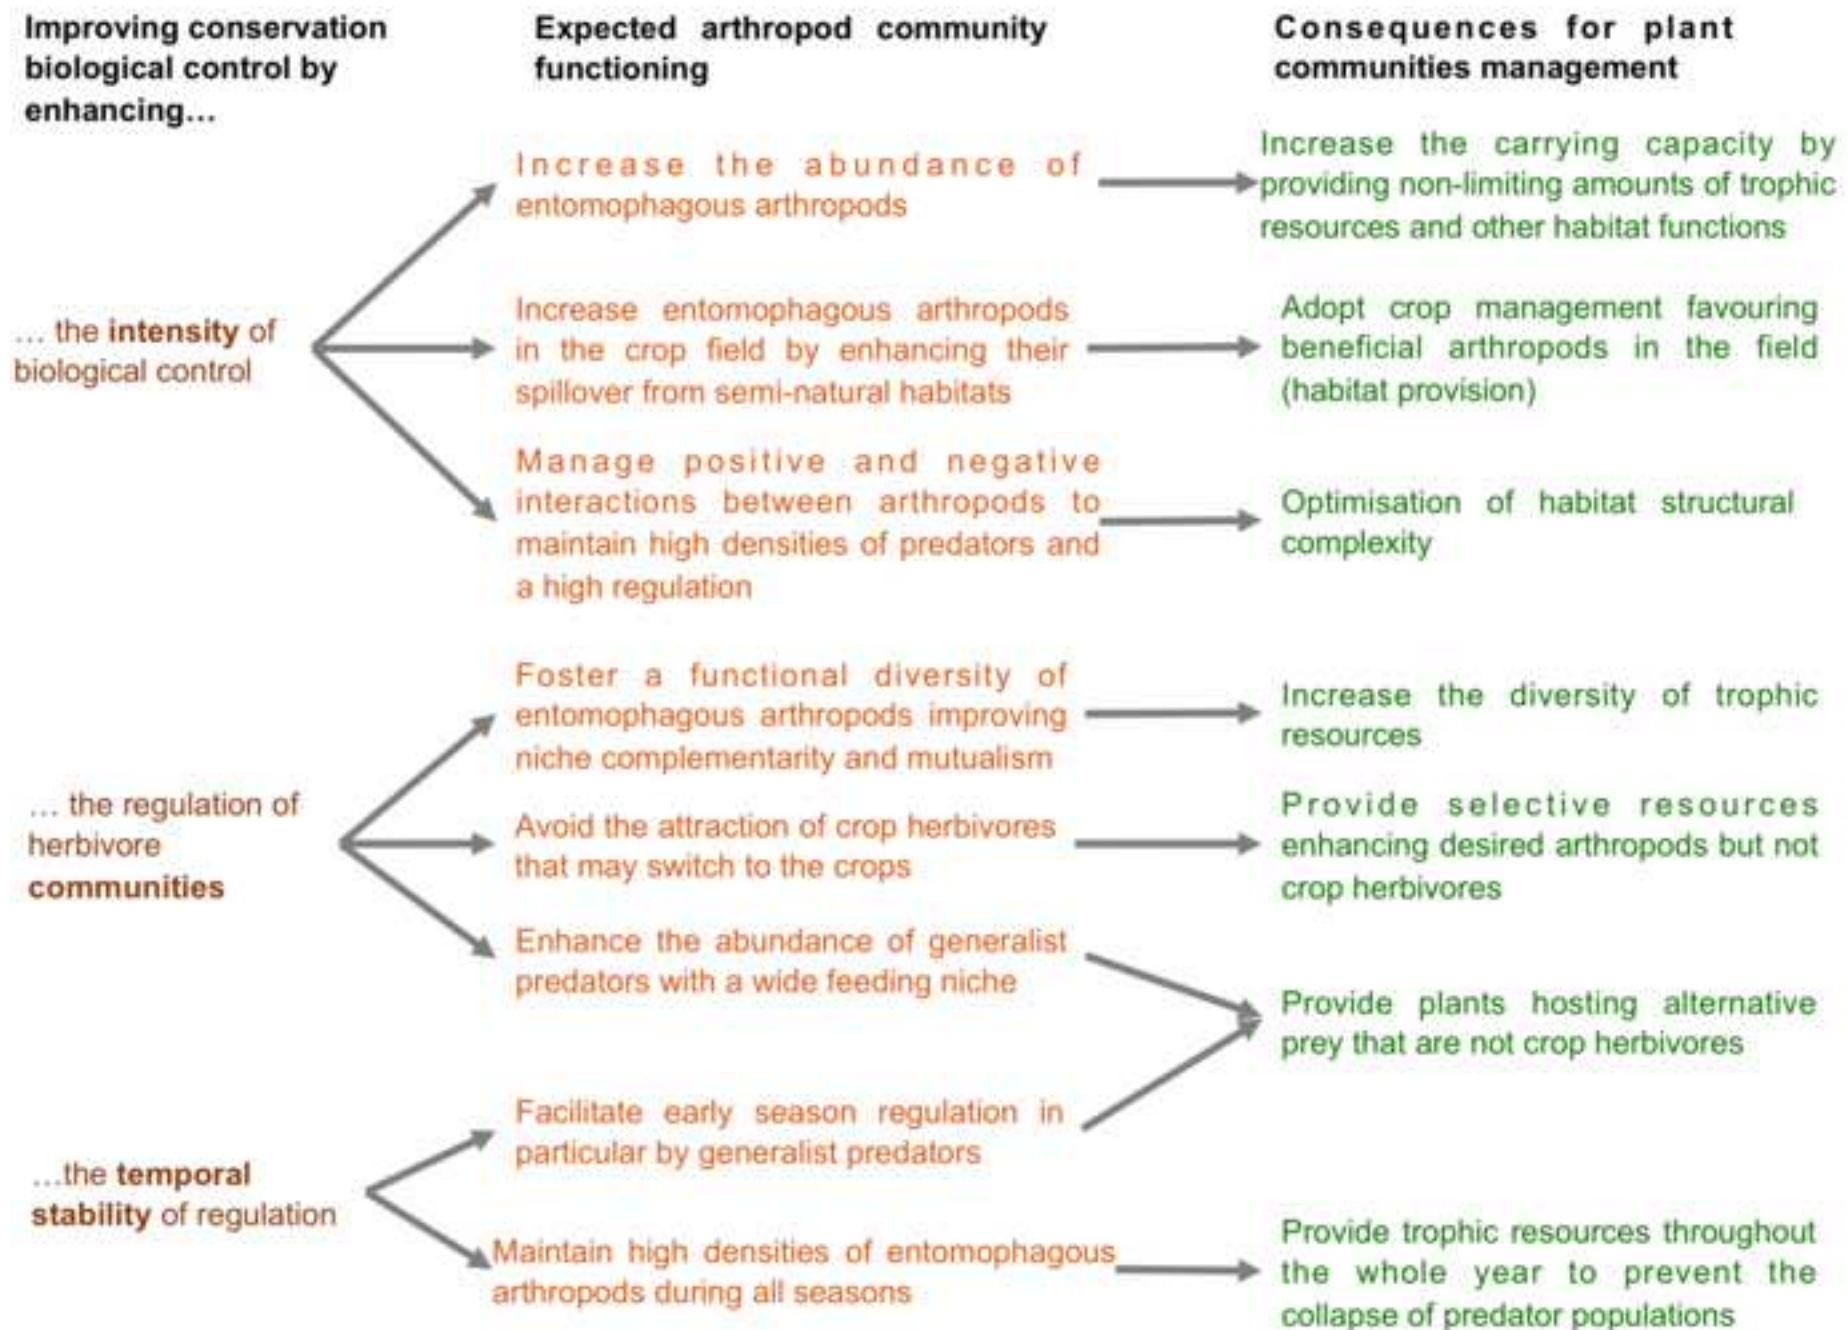 Improving conservation
biological control by
enhancing...
Expected arthropod community
functioning
Consequences for plant
communities management
... the intensity of
biological control
Increase the abundance of
entomophagous arthropods
Increase the carrying capacity by
providing non-limiting amounts of trophic
resources and other habitat functions
Increase entomophagous arthropods
in the crop field by enhancing their
spillover from semi-natural habitats
Adopt crop management favouring
beneficial arthropods in the field
(habitat provision)
Manage positive and negative
interactions between arthropods to
maintain high densities of predators and
a high regulation
Optimisation of habitat structural
complexity
... the regulation of
herbivore
communities
Foster a functional diversity of
entomophagous arthropods improving
niche complementarity and mutualism
Increase the diversity of trophic
resources
Avoid the attraction of crop herbivores
that may switch to the crops
Provide selective resources
enhancing desired arthropods but not
crop herbivores
Enhance the abundance of generalist
predators with a wide feeding niche
Provide plants hosting alternative
prey that are not crop herbivores
...the temporal
stability of regulation
Facilitate early season regulation in
particular by generalist predators
Maintain high densities of entomophagous
arthropods during all seasons
Provide trophic resources throughout
the whole year to prevent the
collapse of predator populations